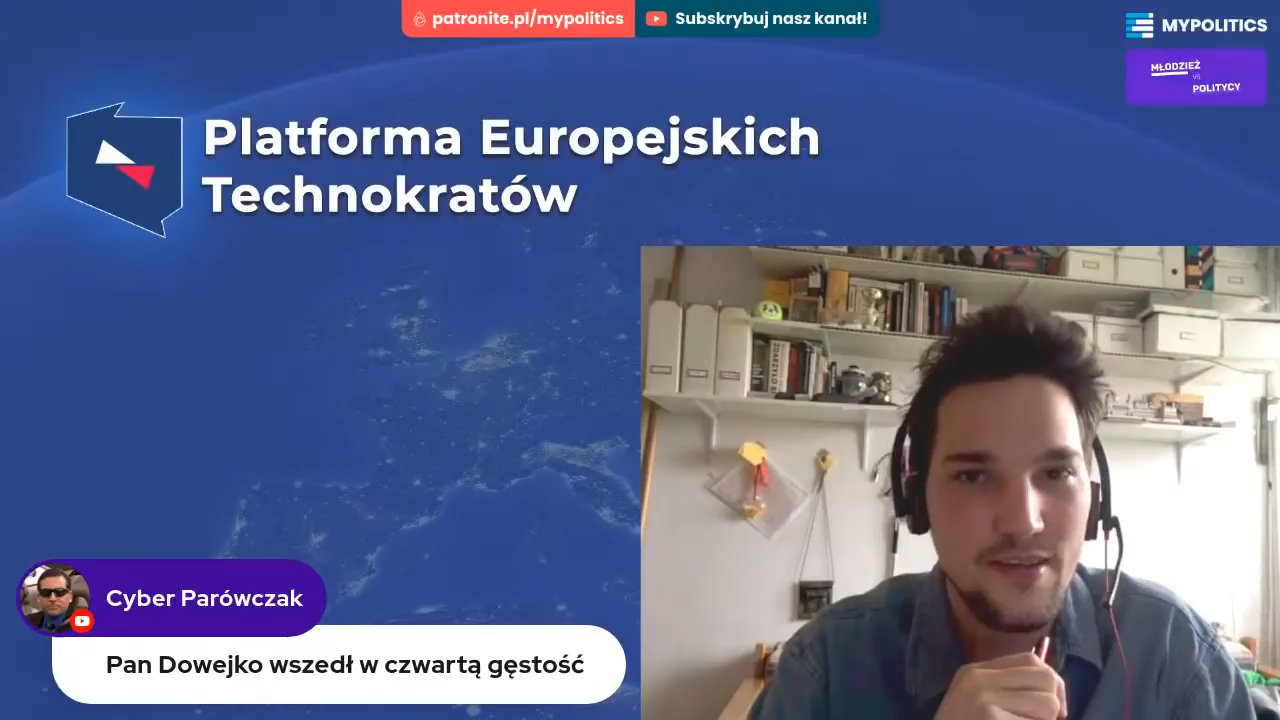 patronite.pl/mypolitics
Subskrybuj nasz kanał!
MYPOLITICS
MŁODZIEŻ
vs
POLITYCY
Platforma Europejskich
Technokratów
Cyber Parówczak
Pan Dowejko wszedł w czwartą gęstość